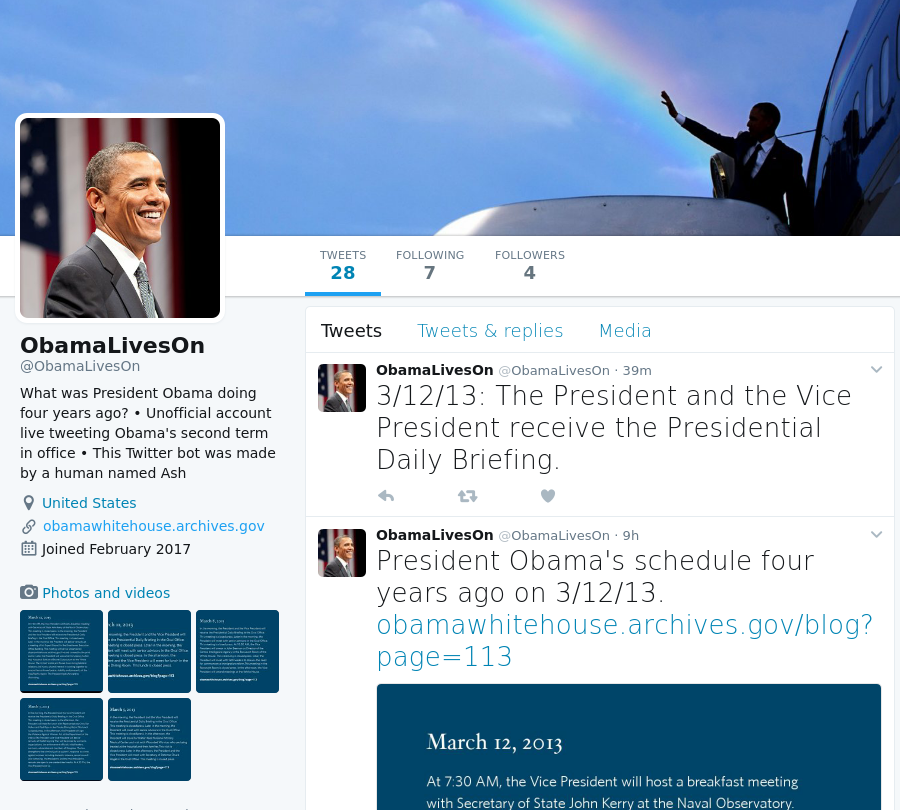 TWEETS
28
FOLLOWING
7
FOLLOWERS
4
ObamaLivesOn
@ObamaLivesOn
What was President Obama doing
four years ago? • Unofficial account
live tweeting Obama's second term
in office • This Twitter bot was made
by a human named Ash
United States
obamawhitehouse.archives.gov
Joined February 2017
Photos and videos
Tweets
Tweets & replies
Media
ObamaLivesOn @ObamaLivesOn · 39m
3/12/13: The President and the Vice
President receive the Presidential
Daily Briefing.
ObamaLivesOn @ObamaLivesOn · 9h
President Obama's schedule four
years ago on 3/12/13.
obamawhitehouse.archives.gov/blog?
page=113
March 12, 2013
At 7:30 AM, the Vice President will host a breakfast meeting
with Secretary of State John Kerry at the Naval Observatory.